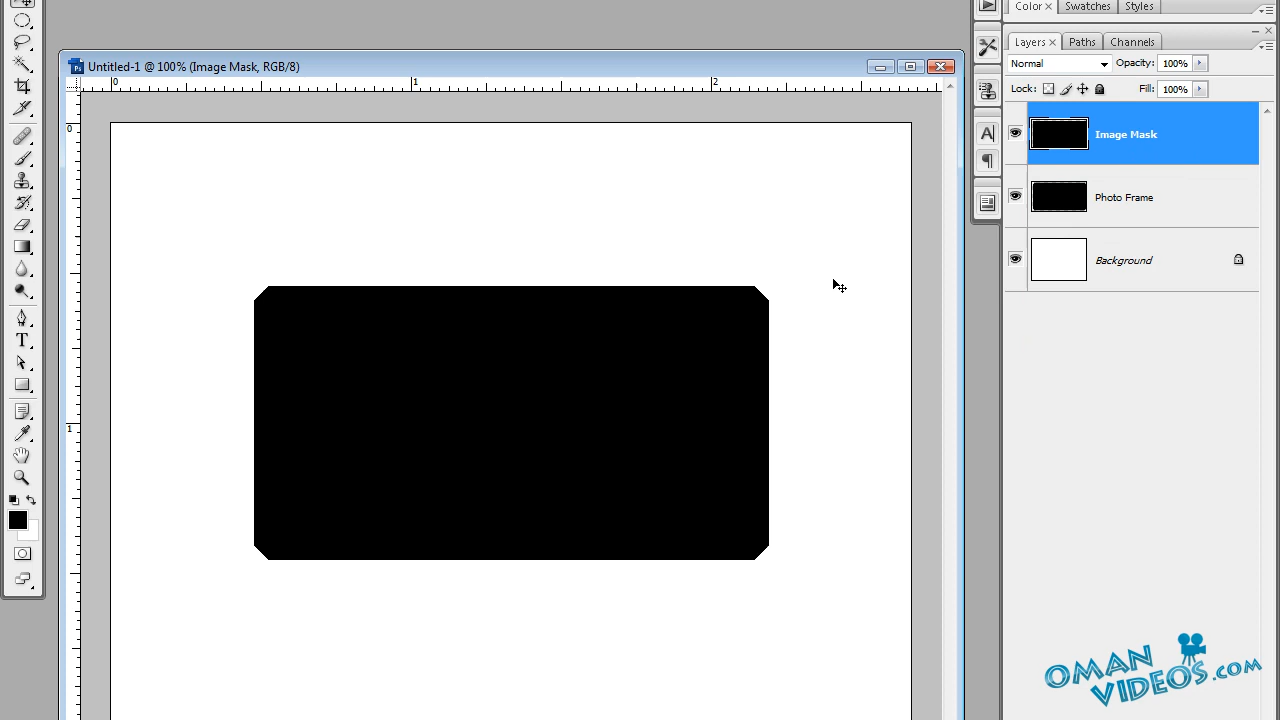 Color Swatches Styles
Untitled-1 @ 100% (Image Mask, RGB/8)
Layers Paths Channels
Normal Opacity: 100%
Lock: Fill: 100%
0 1 2
0
1
Image Mask
Photo Frame
Background
OMAN
VIDEOS.COM